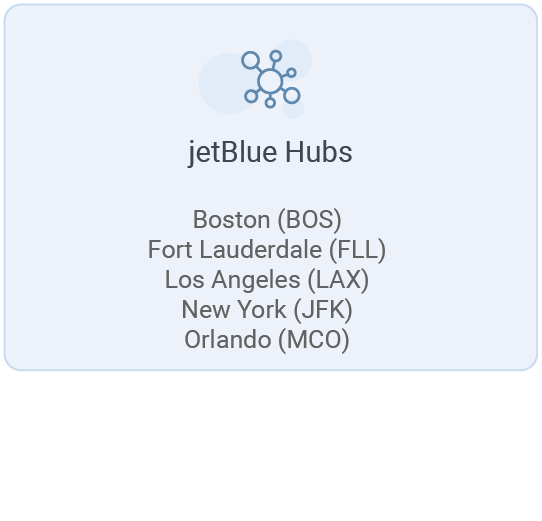 jetBlue Hubs
Boston (BOS)
Fort Lauderdale (FLL)
Los Angeles (LAX)
New York (JFK)
Orlando (MCO)